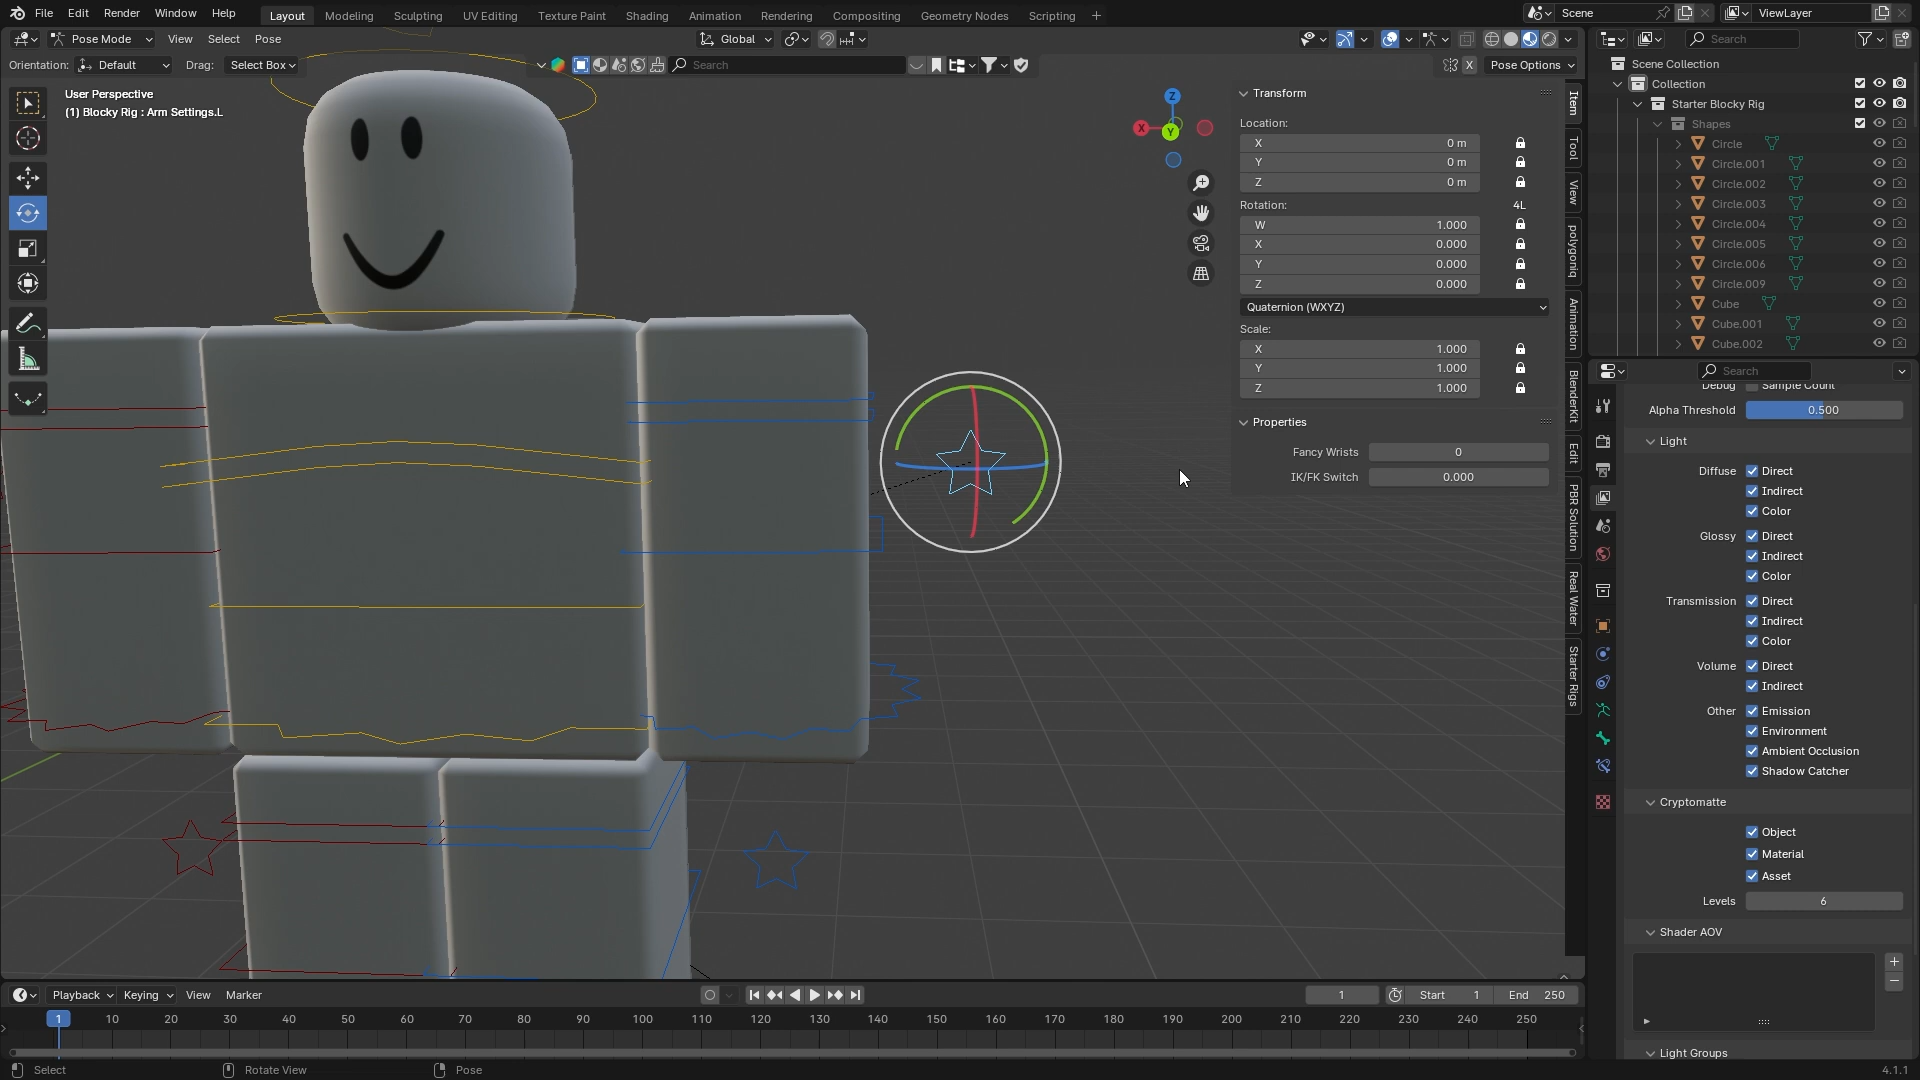 File Edit Render Window Help Layout Modeling Sculpting UV Editing Texture Paint Shading Animation Rendering Compositing Geometry Nodes Scripting + Scene ViewLayer
Pose Mode View Select Pose Global Search
Orientation: Default Drag: Select Box Search X Pose Options
User Perspective
(1) Blocky Rig : Arm Settings.L
Z
X
Y
Transform
Location:
X 0 m
Y 0 m
Z 0 m
Rotation: 4L
W 1.000
X 0.000
Y 0.000
Z 0.000
Quaternion (WXYZ)
Scale:
X 1.000
Y 1.000
Z 1.000
Properties
Fancy Wrists 0
IK/FK Switch 0.000
Item
Tool
View
polygoniq
Animation
BlenderKit
Edit
PBR Solution
Real Water
Starter Rigs
Scene Collection
Collection
Starter Blocky Rig
Shapes
Circle
Circle.001
Circle.002
Circle.003
Circle.004
Circle.005
Circle.006
Circle.009
Cube
Cube.001
Cube.002
Search
Debug Sample Count
Alpha Threshold 0.500
Light
Diffuse Direct
Indirect
Color
Glossy Direct
Indirect
Color
Transmission Direct
Indirect
Color
Volume Direct
Indirect
Other Emission
Environment
Ambient Occlusion
Shadow Catcher
Cryptomatte
Object
Material
Asset
Levels 6
Shader AOV
Light Groups
Playback Keying View Marker 1 Start 1 End 250
1 10 20 30 40 50 60 70 80 90 100 110 120 130 140 150 160 170 180 190 200 210 220 230 240 250
Select Rotate View Pose 4.1.1